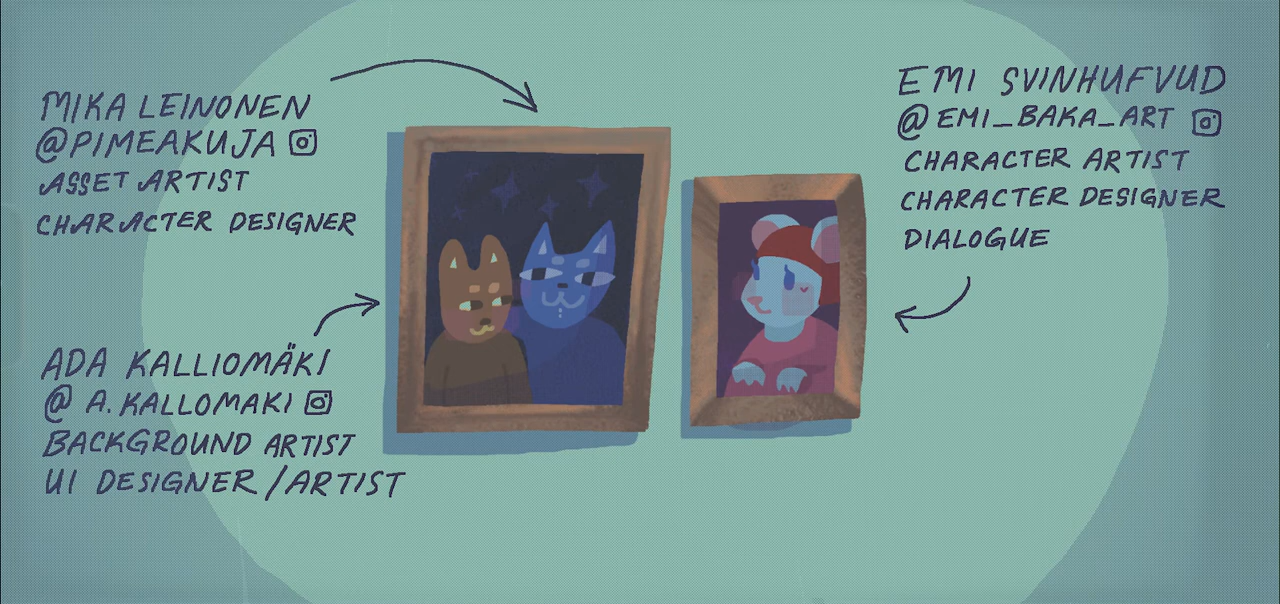 MIKA LEINONEN
@PIMEAKUJA
ASSET ARTIST
CHARACTER DESIGNER
ADA KALLIOMÄKI
@ A.KALLOMAKI
BACKGROUND ARTIST
UI DESIGNER/ARTIST
EMI SVINHUFVUD
@EMI_BAKA_ART
CHARACTER ARTIST
CHARACTER DESIGNER
DIALOGUE